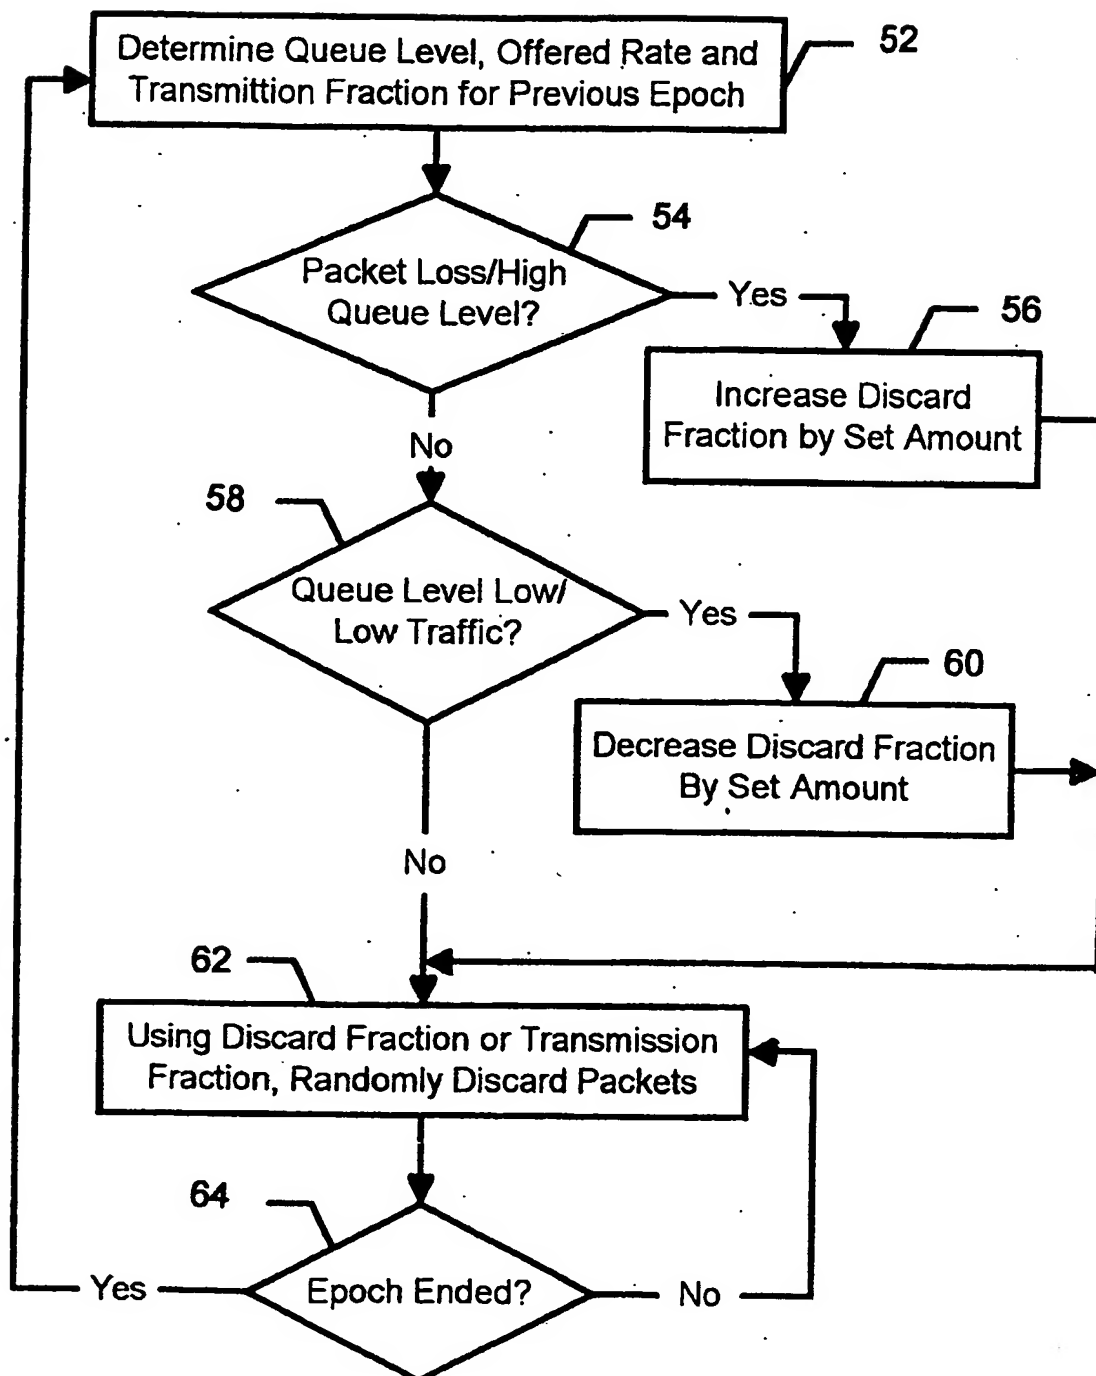 Determine Queue Level, Offered Rate and
Transmittion Fraction for Previous Epoch
52
54
Packet Loss/High
Queue Level?
Yes
56
Increase Discard
Fraction by Set Amount
No
58
Queue Level Low/
Low Traffic?
Yes
60
Decrease Discard Fraction
By Set Amount
No
62
Using Discard Fraction or Transmission
Fraction, Randomly Discard Packets
64
Epoch Ended?
Yes
No